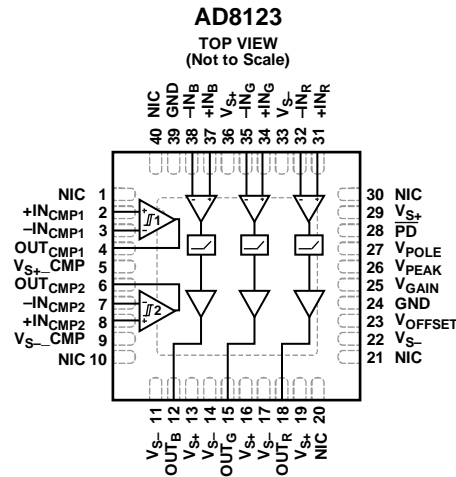 AD8123
TOP VIEW
(Not to Scale)
40 NIC
39 GND
38 –INB
37 +INB
36 VS+
35 –ING
34 +ING
33 VS–
32 –INR
31 +INR
NIC 1
+INCMP1 2
–INCMP1 3
OUTCMP1 4
VS+_CMP 5
OUTCMP2 6
–INCMP2 7
+INCMP2 8
VS–_CMP 9
NIC 10
1
2
30 NIC
29 VS+
28 PD
27 VPOLE
26 VPEAK
25 VGAIN
24 GND
23 VOFFSET
22 VS–
21 NIC
VS– 11
OUTB 12
VS+ 13
VS– 14
OUTG 15
VS+ 16
VS– 17
OUTR 18
VS+ 19
NIC 20